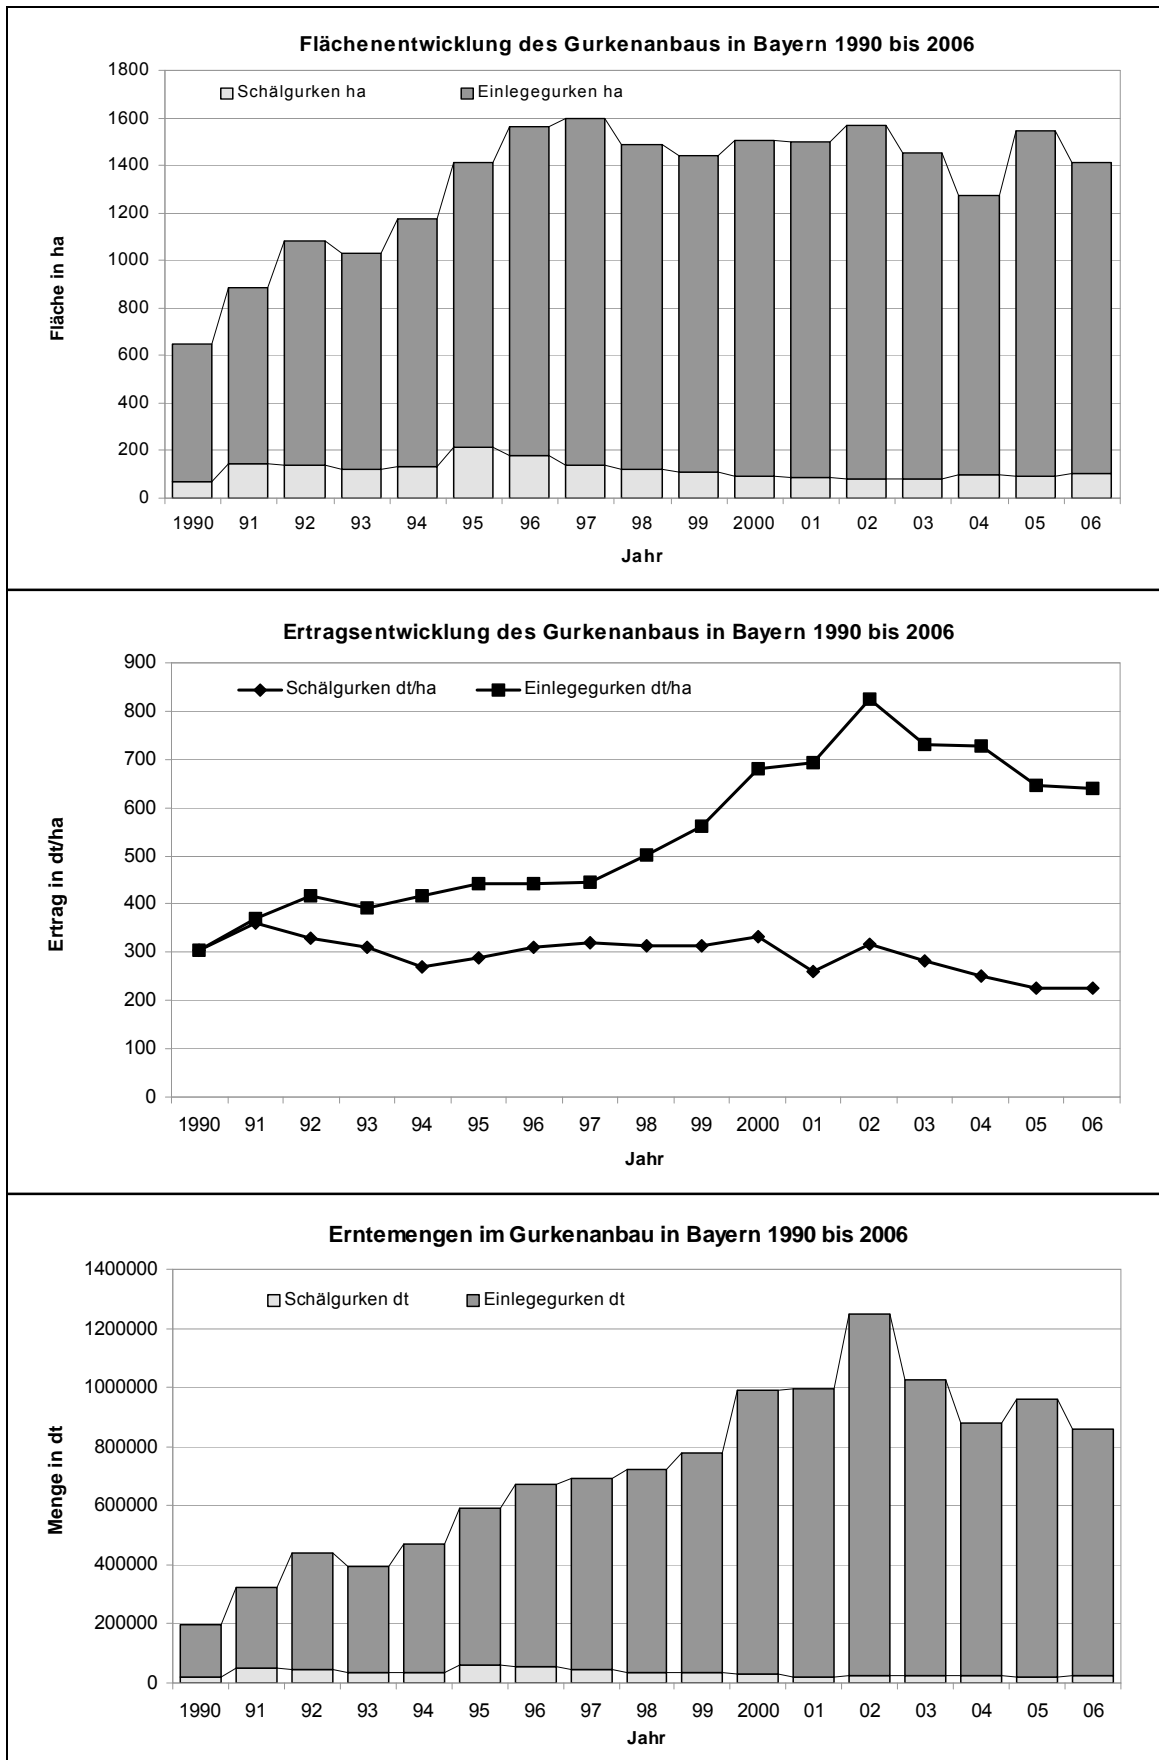 Flächenentwicklung des Gurkenanbaus in Bayern 1990 bis 2006
Schälgurken ha Einlegegurken ha
Fläche in ha
1800
1600
1400
1200
1000
800
600
400
200
0
1990 91 92 93 94 95 96 97 98 99 2000 01 02 03 04 05 06
Jahr
Ertragsentwicklung des Gurkenanbaus in Bayern 1990 bis 2006
Schälgurken dt/ha Einlegegurken dt/ha
Ertrag in dt/ha
900
800
700
600
500
400
300
200
100
0
1990 91 92 93 94 95 96 97 98 99 2000 01 02 03 04 05 06
Jahr
Erntemengen im Gurkenanbau in Bayern 1990 bis 2006
Schälgurken dt Einlegegurken dt
Menge in dt
1400000
1200000
1000000
800000
600000
400000
200000
0
1990 91 92 93 94 95 96 97 98 99 2000 01 02 03 04 05 06
Jahr